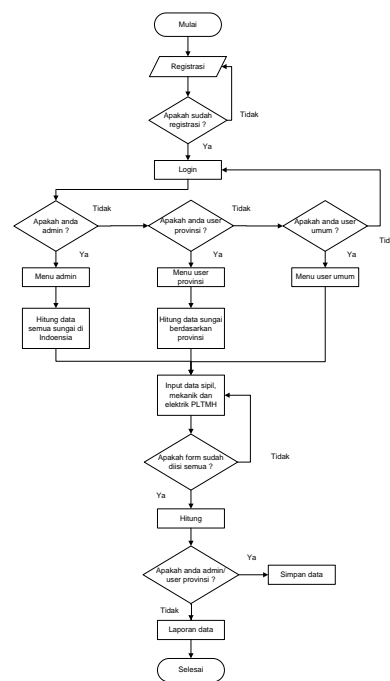 Mulai
Registrasi
Apakah sudah
registrasi ?
Tidak
Ya
Login
Apakah anda
admin ?
Tidak
Apakah anda user
provinsi ?
Tidak
Apakah anda user
umum ?
Tid
Ya
Ya
Ya
Menu admin
Menu user
provinsi
Menu user umum
Hitung data
semua sungai di
Indoensia
Hitung data sungai
berdasarkan
provinsi
Input data sipil,
mekanik dan
elektrik PLTMH
Apakah form sudah
diisi semua ?
Tidak
Ya
Hitung
Apakah anda admin/
user provinsi ?
Ya
Simpan data
Tidak
Laporan data
Selesai